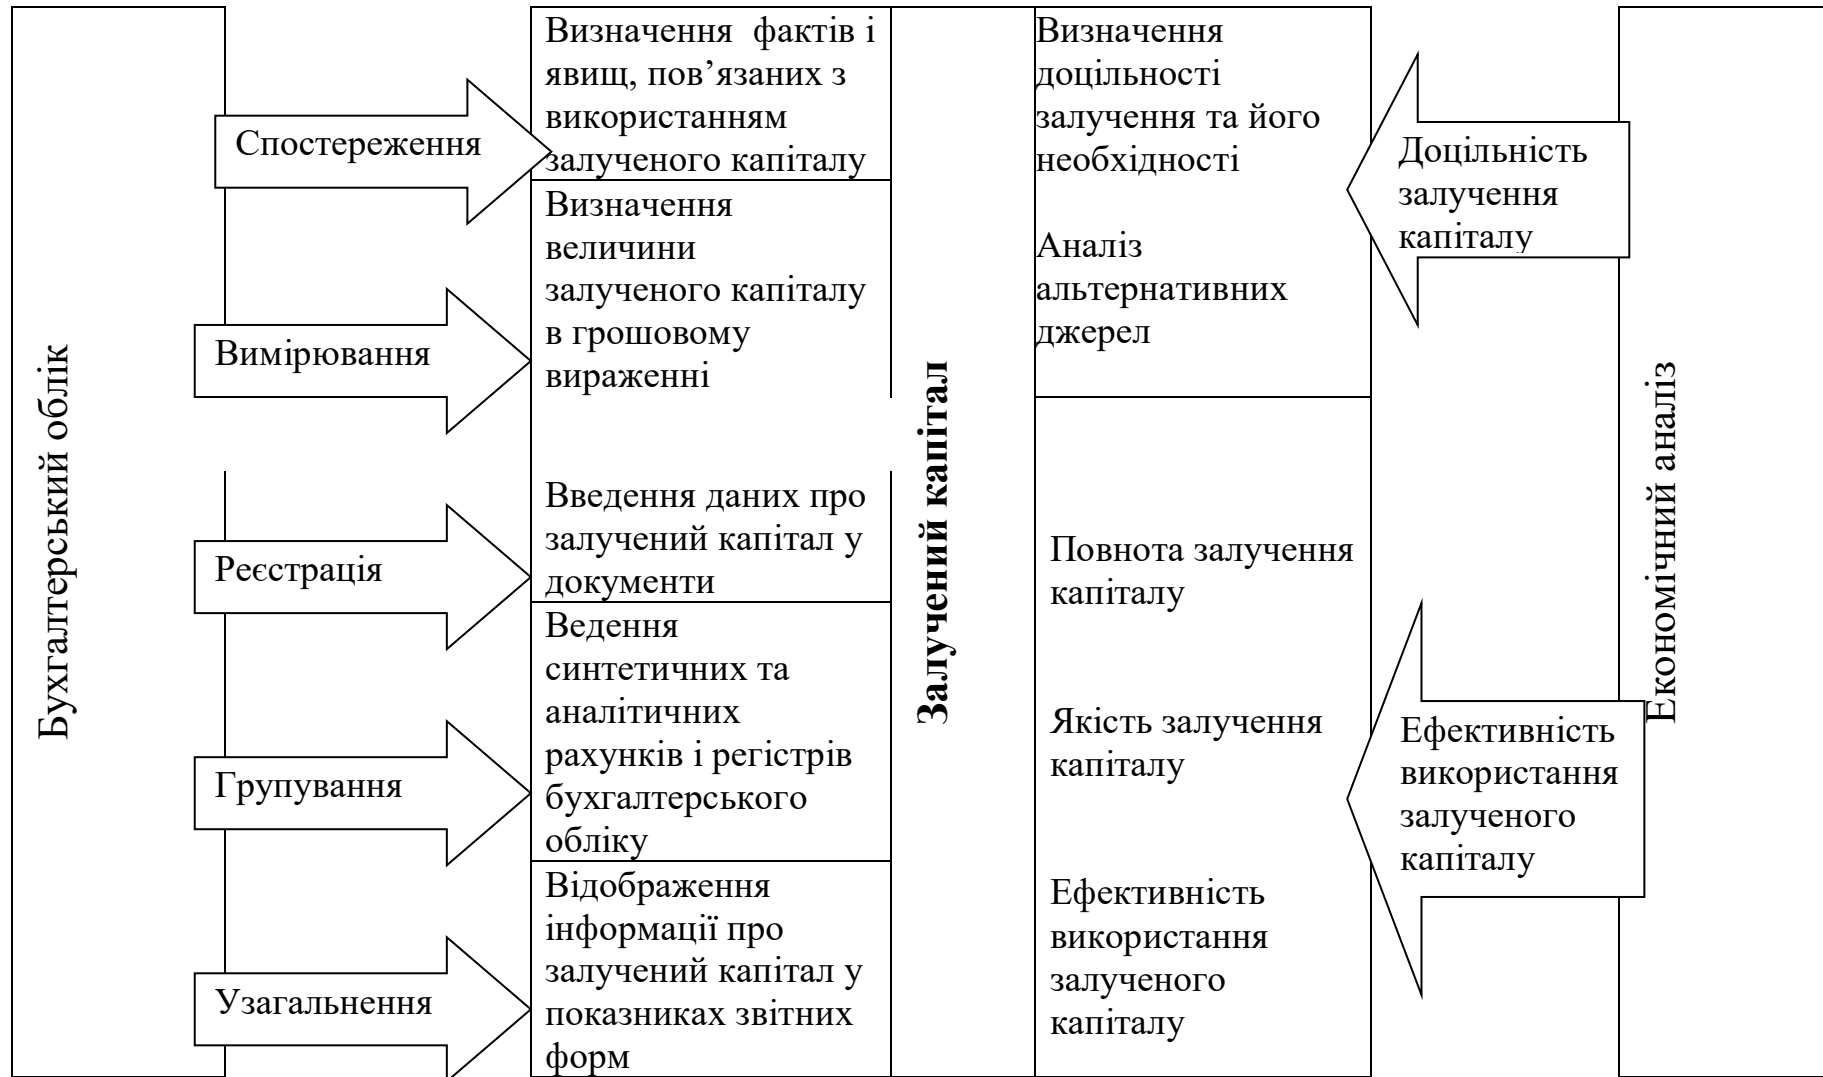 Бухгалтерський облік
Спостереження
Вимірювання
Реєстрація
Групування
Узагальнення
Визначення фактів і
явищ, пов’язаних з
використанням
залученого капіталу
Визначення
величини
залученого капіталу
в грошовому
вираженні
Введення даних про
залучений капітал у
документи
Ведення
синтетичних та
аналітичних
рахунків і регістрів
бухгалтерського
обліку
Відображення
інформації про
залучений капітал у
показниках звітних
форм
Залучений капітал
Визначення
доцільності
залучення та його
необхідності
Аналіз
альтернативних
джерел
Повнота залучення
капіталу
Якість залучення
капіталу
Ефективність
використання
залученого
капіталу
Доцільність
залучення
капіталу
Ефективність
використання
залученого
капіталу
Економічний аналіз